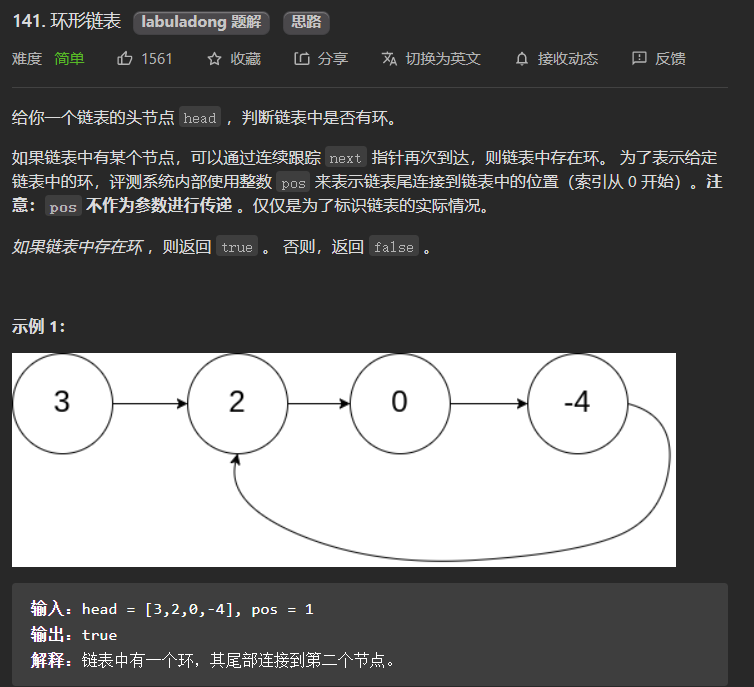 141. 环形链表 labuladong 题解 思路
难度 简单 1561 收藏 分享 切换为英文 接收动态 反馈
给你一个链表的头节点 head ，判断链表中是否有环。
如果链表中有某个节点，可以通过连续跟踪 next 指针再次到达，则链表中存在环。 为了表示给定
链表中的环，评测系统内部使用整数 pos 来表示链表尾连接到链表中的位置（索引从 0 开始）。注
意：pos 不作为参数进行传递 。仅仅是为了标识链表的实际情况。
如果链表中存在环 ，则返回 true 。 否则，返回 false 。
示例 1：
3 2 0 -4
输入：head = [3,2,0,-4], pos = 1
输出：true
解释：链表中有一个环，其尾部连接到第二个节点。